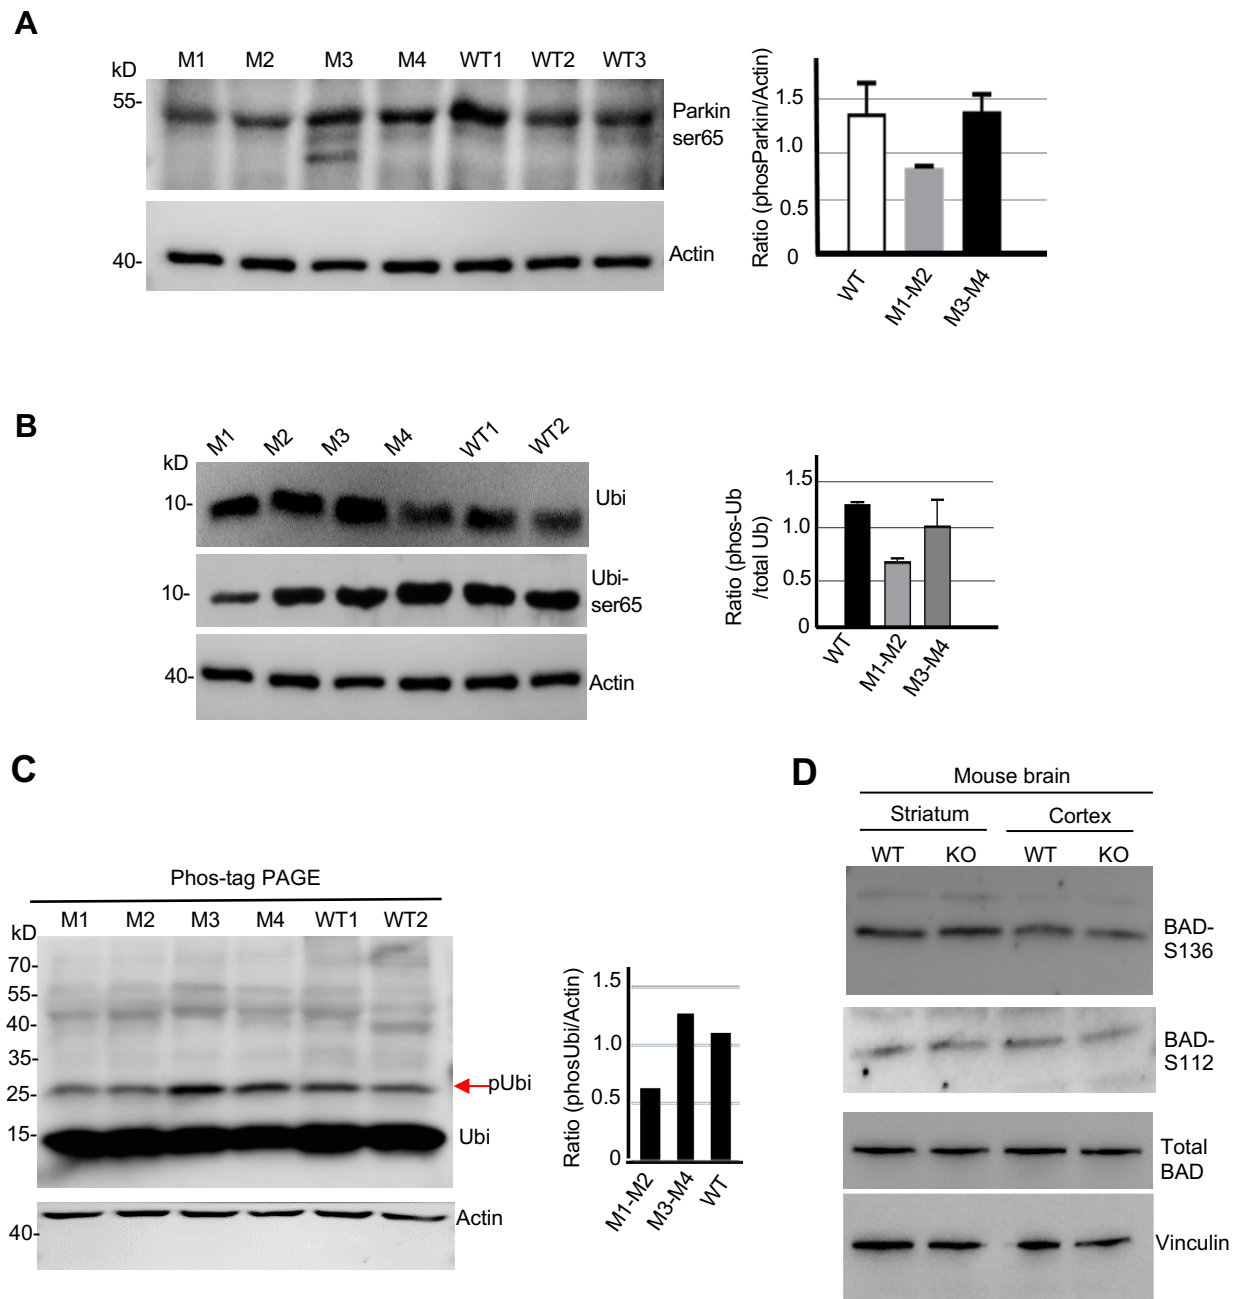 A
M1 M2 M3 M4 WT1 WT2 WT3
kD
55-
Parkin
ser65
40-
Actin
Ratio (phosParkin/Actin)
1.5
1.0
0.5
0
WT
M1-M2
M3-M4
B
M1 M2 M3 M4 WT1 WT2
kD
10-
Ubi
10-
Ubi-
ser65
40-
Actin
Ratio (phos-Ub
/total Ub)
1.5
1.0
0.5
0
WT
M1-M2
M3-M4
C
Phos-tag PAGE
M1 M2 M3 M4 WT1 WT2
kD
70-
55-
40-
35-
25-
15-
pUbi
Ubi
40-
Actin
Ratio (phosUbi/Actin)
1.5
1.0
0.5
0
M1-M2
M3-M4
WT
D
Mouse brain
Striatum Cortex
WT KO WT KO
BAD-
S136
BAD-
S112
Total
BAD
Vinculin